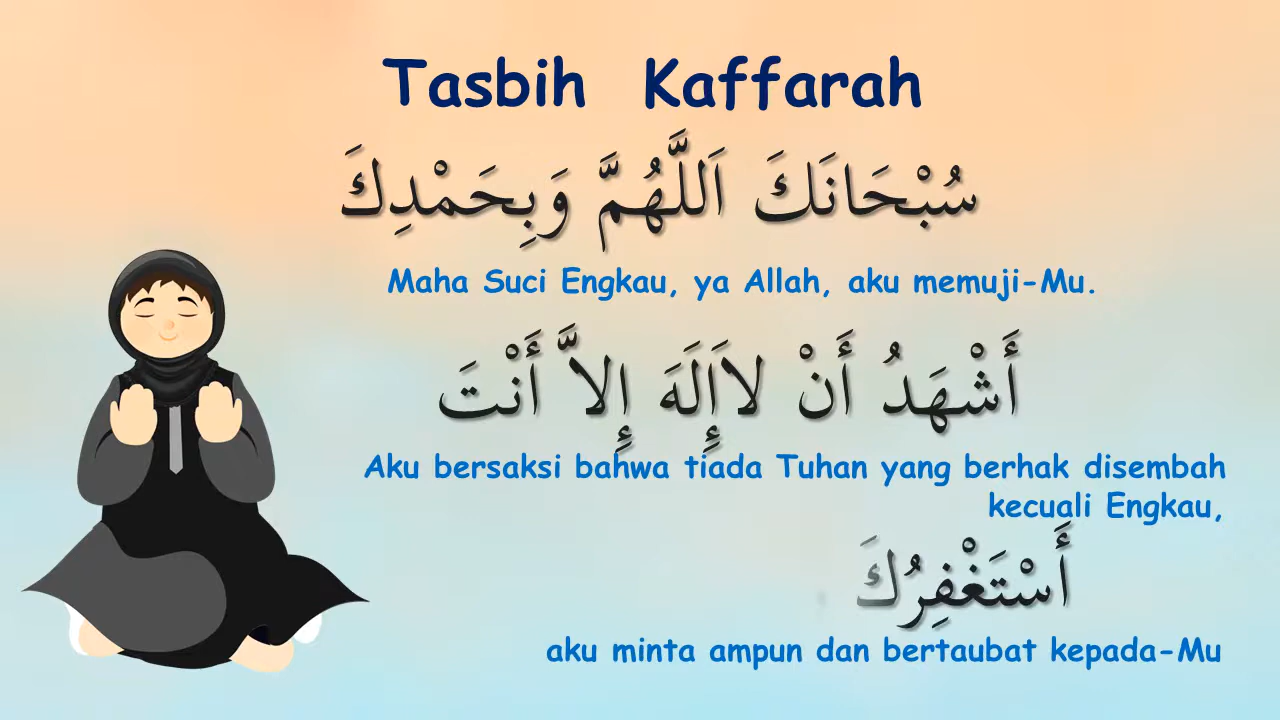 Tasbih Kaffarah
سُبْحَانَكَ اَللَّهُمَّ وَبِحَمْدِكَ
Maha Suci Engkau, ya Allah, aku memuji-Mu.
أَشْهَدُ أَنْ لاَإِلَهَ إِلاَّ أَنْتَ
Aku bersaksi bahwa tiada Tuhan yang berhak disembah
kecuali Engkau,
أَسْتَغْفِرُكَ
aku minta ampun dan bertaubat kepada-Mu